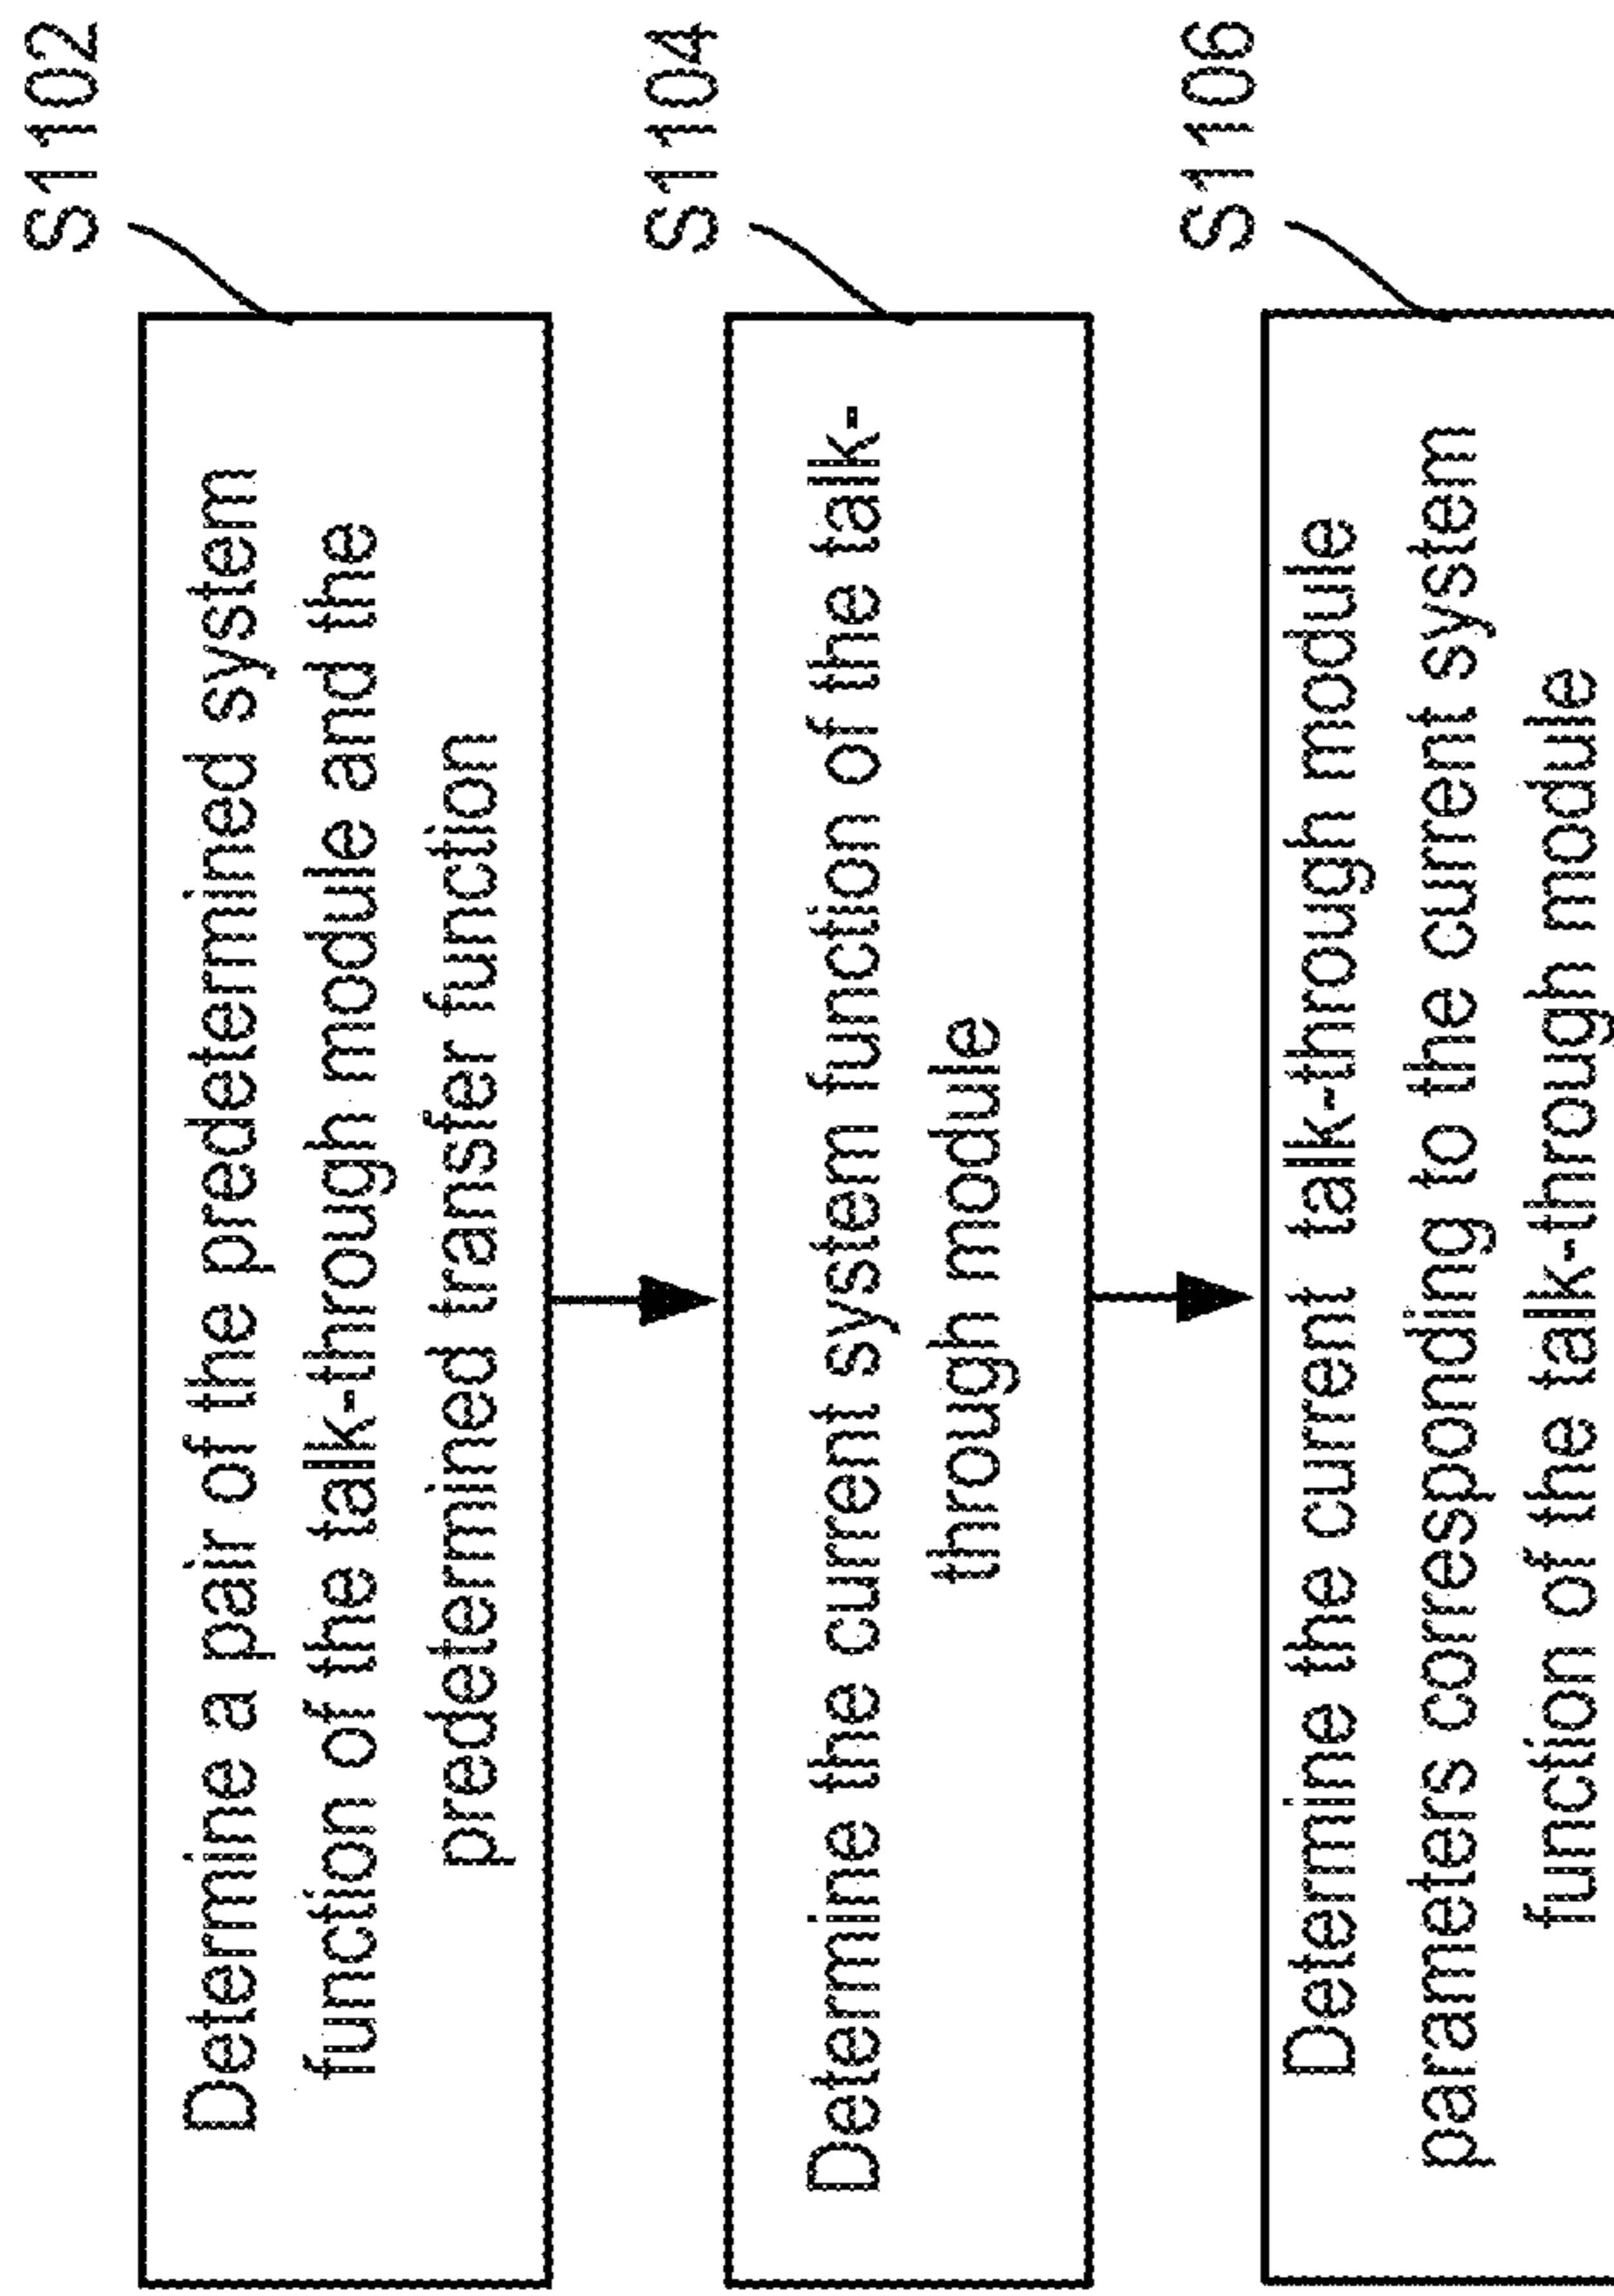 S1102
Determine a pair of the predetermined system
function of the talk-through module and the
predetermined transfer function
S1104
Determine the current system function of the talk-
through module
S1106
Determine the current talk-through module
parameters corresponding to the current system
function of the talk-through module